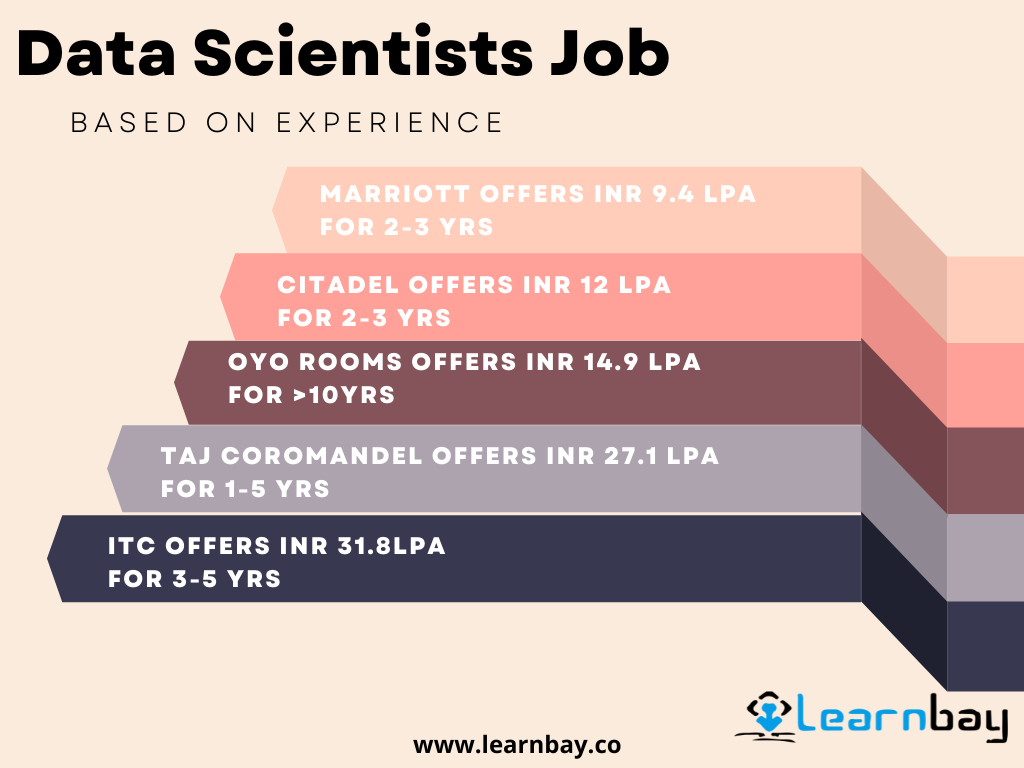 Data Scientists Job
BASED ON EXPERIENCE
MARRIOTT OFFERS INR 9.4 LPA
FOR 2-3 YRS
CITADEL OFFERS INR 12 LPA
FOR 2-3 YRS
OYO ROOMS OFFERS INR 14.9 LPA
FOR >10YRS
TAJ COROMANDEL OFFERS INR 27.1 LPA
FOR 1-5 YRS
ITC OFFERS INR 31.8LPA
FOR 3-5 YRS
Learnbay
www.learnbay.co